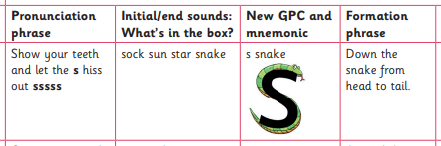 Pronunciation phrase
Initial/end sounds: What's in the box?
New GPC and mnemonic
Formation phrase
Show your teeth
and let the s hiss
out sssss
sock sun star snake
s snake
S
Down the
snake from
head to tail.